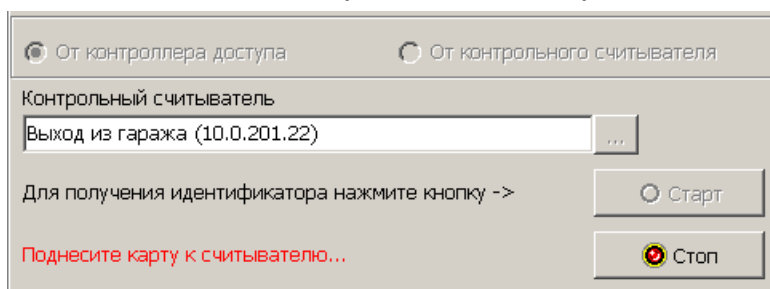 От контроллера доступа От контрольного считывателя
Контрольный считыватель
Выход из гаража (10.0.201.22) ...
Для получения идентификатора нажмите кнопку -> Старт
Поднесите карту к считывателю... Стоп